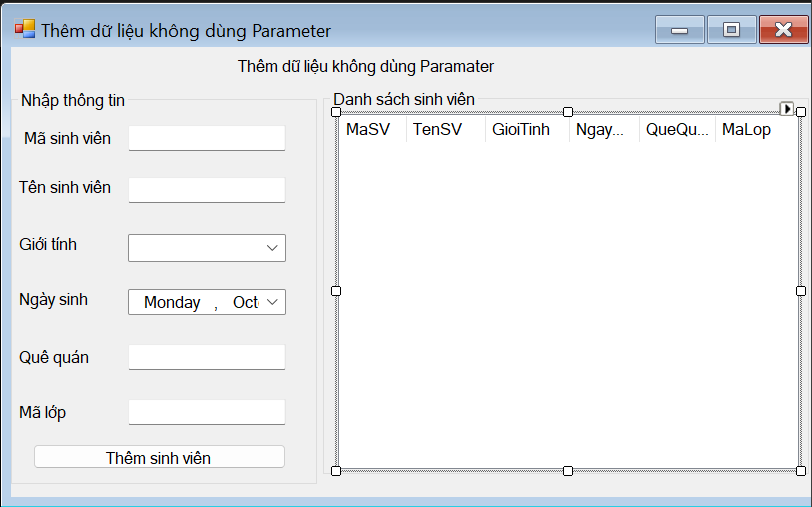 Thêm dữ liệu không dùng Parameter
Thêm dữ liệu không dùng Paramater
Nhập thông tin
Mã sinh viên
Tên sinh viên
Giới tính
Ngày sinh
Monday , Octo
Quê quán
Mã lớp
Thêm sinh viên
Danh sách sinh viên
MaSV TenSV GioiTinh Ngay... QueQu... MaLop